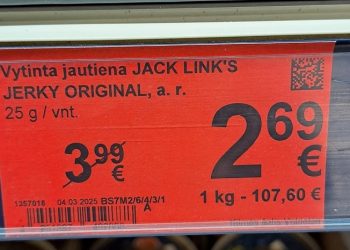 Vytinta jautiena JACK LINK'S
JERKY ORIGINAL, a. r.
25 g / vnt.
3,99 €
2 69 €
1 kg - 107,60 €
1357018 04 03 2025 BS7M2/6/4/3/1
A